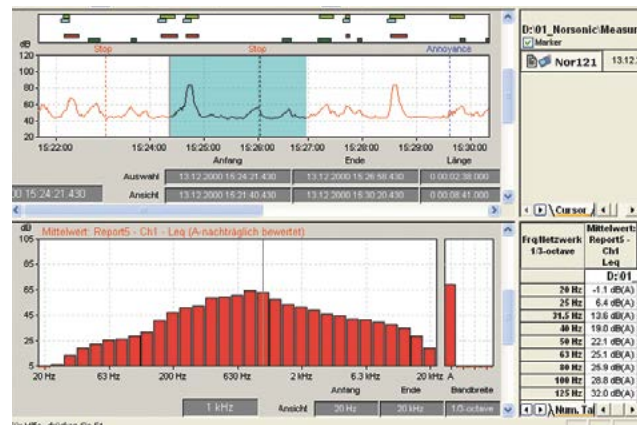 dB
Stop
Stop
Annoyance
120
100
80
60
40
20
15:22:00
15:24:00
15:25:00
15:26:00
15:27:00
15:28:00
15:29:00
15:30:00
Anfang
Ende
Länge
Auswahl
13.12.2000 15:24:21.430
13.12.2000 15:26:58.430
0 00:02:38.000
15:24:21.430
Ansicht
13.12.2000 15:21:40.430
13.12.2000 15:30:20.430
0 00:08:41.000
D:\01_Norsonic\Measur
Marker
Nor121
13.12.
Cursor
dB
Mittelwert: Report5 - Ch1 - Leq (A-nachträglich bewertet)
105
85
65
45
25
5
20 Hz
63 Hz
200 Hz
630 Hz
2 kHz
6.3 kHz
20 kHz
A
Anfang
Ende
Bandbreite
1 kHz
Ansicht
20 Hz
20 kHz
1/3-octave
Frq\Netzwerk
1/3-octave
Mittelwert:
Report5 -
Ch1
Leq
D:\01_
20 Hz -1.1 dB(A)
25 Hz 6.4 dB(A)
31.5 Hz 13.6 dB(A)
40 Hz 19.0 dB(A)
50 Hz 22.1 dB(A)
63 Hz 25.1 dB(A)
80 Hz 26.9 dB(A)
100 Hz 28.8 dB(A)
125 Hz 32.0 dB(A)
Num. Ta